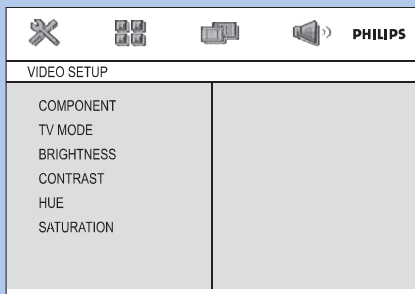 PHILIPS
VIDEO SETUP
COMPONENT
TV MODE
BRIGHTNESS
CONTRAST
HUE
SATURATION